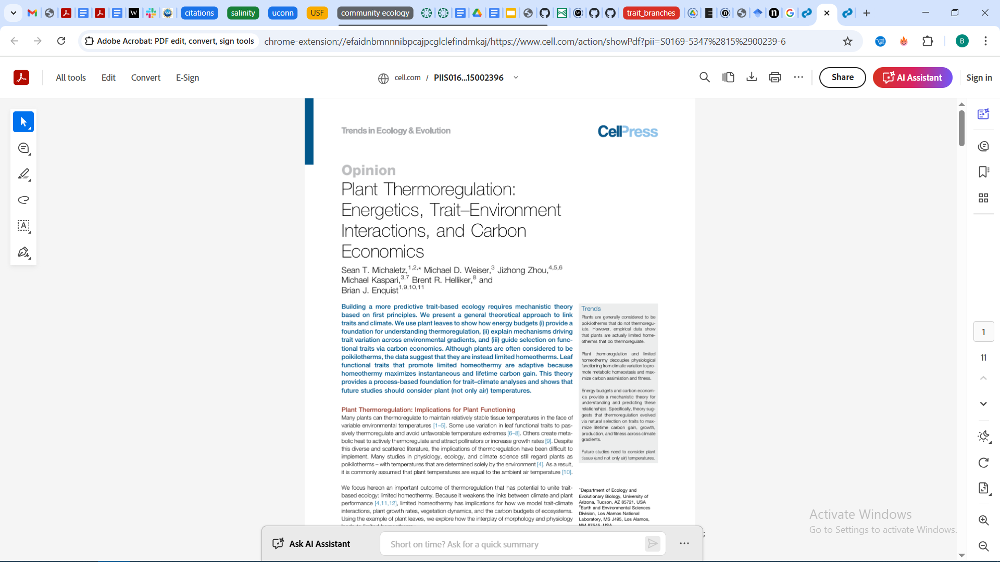 citations
salinity
uconn
USF
community ecology
trait_branches
Adobe Acrobat: PDF edit, convert, sign tools
chrome-extension://efaidnbmnnnibpcajpcglclefindmkaj/https://www.cell.com/action/showPdf?pii=S0169-5347%2815%2900239-6
B
All tools
Edit
Convert
E-Sign
cell.com / PIIS016...15002396
Share
AI Assistant
Sign in
Trends in Ecology & Evolution
CellPress
Opinion
Plant Thermoregulation:
Energetics, Trait–Environment
Interactions, and Carbon
Economics
Sean T. Michaletz,1,2,* Michael D. Weiser,3 Jizhong Zhou,4,5,6
Michael Kaspari,3,7 Brent R. Helliker,8 and
Brian J. Enquist1,9,10,11
Building a more predictive trait-based ecology requires mechanistic theory
based on first principles. We present a general theoretical approach to link
traits and climate. We use plant leaves to show how energy budgets (i) provide a
foundation for understanding thermoregulation, (ii) explain mechanisms driving
trait variation across environmental gradients, and (iii) guide selection on func-
tional traits via carbon economics. Although plants are often considered to be
poikilotherms, the data suggest that they are instead limited homeotherms. Leaf
functional traits that promote limited homeothermy are adaptive because
homeothermy maximizes instantaneous and lifetime carbon gain. This theory
provides a process-based foundation for trait–climate analyses and shows that
future studies should consider plant (not only air) temperatures.
Plant Thermoregulation: Implications for Plant Functioning
Many plants can thermoregulate to maintain relatively stable tissue temperatures in the face of
variable environmental temperatures [1–5]. Some use variation in leaf functional traits to pas-
sively thermoregulate and avoid unfavorable temperature extremes [6–8]. Others create meta-
bolic heat to actively thermoregulate and attract pollinators or increase growth rates [9]. Despite
this diverse and scattered literature, the implications of thermoregulation have been difficult to
implement. Many studies in physiology, ecology, and climate science still regard plants as
poikilotherms – with temperatures that are determined solely by the environment [4]. As a result,
it is commonly assumed that plant temperatures are equal to the ambient air temperature [10].
We focus hereon an important outcome of thermoregulation that has potential to unite trait-
based ecology: limited homeothermy. Because it weakens the links between climate and plant
performance [4,11,12], limited homeothermy has implications for how we model trait-climate
interactions, plant growth rates, vegetation dynamics, and the carbon budgets of ecosystems.
Using the example of plant leaves, we explore how the interplay of morphology and physiology
Trends
Plants are generally considered to be
poikilotherms that do not thermoregu-
late. However, empirical data show
that plants are actually limited home-
otherms that do thermoregulate.
Plant thermoregulation and limited
homeothermy decouples physiological
functioning from climatic variation to pro-
mote metabolic homeostasis and max-
imize carbon assimilation and fitness.
Energy budgets and carbon econom-
ics provide a mechanistic theory for
understanding and predicting these
relationships. Specifically, theory sug-
gests that thermoregulation evolved
via natural selection on traits to max-
imize lifetime carbon gain, growth,
production, and fitness across climate
gradients.
Future studies need to consider plant
tissue (and not only air) temperatures.
1Department of Ecology and
Evolutionary Biology, University of
Arizona, Tucson, AZ 85721, USA
2Earth and Environmental Sciences
Division, Los Alamos National
Laboratory, MS J495, Los Alamos,
NM 87545, USA
1
11
Activate Windows
Go to Settings to activate Windows.
Ask AI Assistant
Short on time? Ask for a quick summary